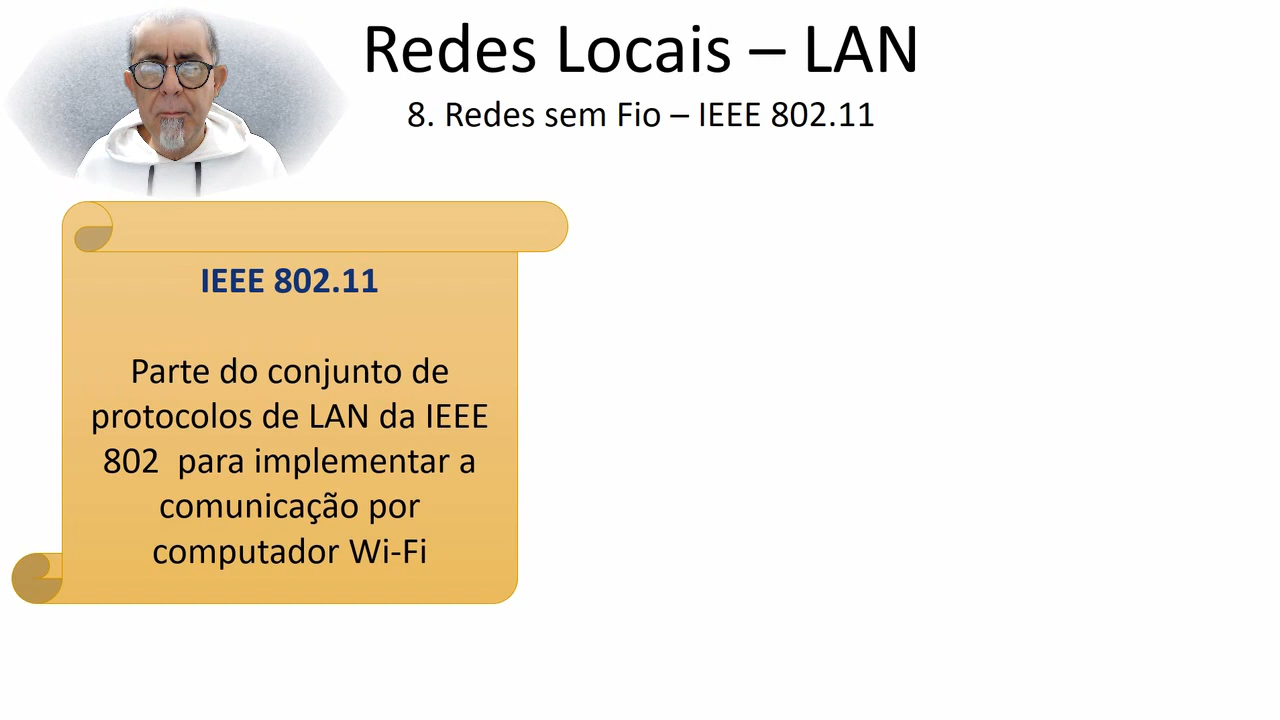 Redes Locais – LAN
8. Redes sem Fio – IEEE 802.11
IEEE 802.11
Parte do conjunto de
protocolos de LAN da IEEE
802  para implementar a
comunicação por
computador Wi-Fi